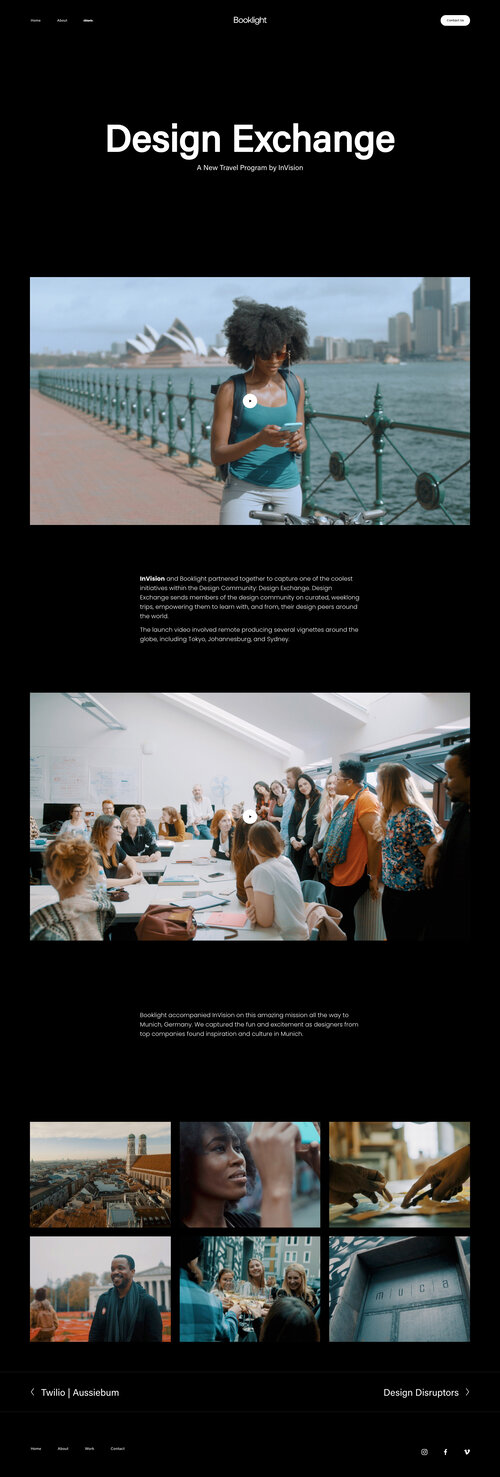 Home About Work Booklight Contact Us
Design Exchange
A New Travel Program by InVision
InVision and Booklight partnered together to capture one of the coolest
initiatives within the Design Community: Design Exchange. Design
Exchange sends members of the design community on curated, weeklong
trips, empowering them to learn with, and from, their design peers around
the world.
The launch video involved remote producing several vignettes around the
globe, including Tokyo, Johannesburg, and Sydney.
Booklight accompanied InVision on this amazing mission all the way to
Munich, Germany. We captured the fun and excitement as designers from
top companies found inspiration and culture in Munich.
m|u|c|a
Twilio | Aussiebum Design Disruptors
Home About Work Contact